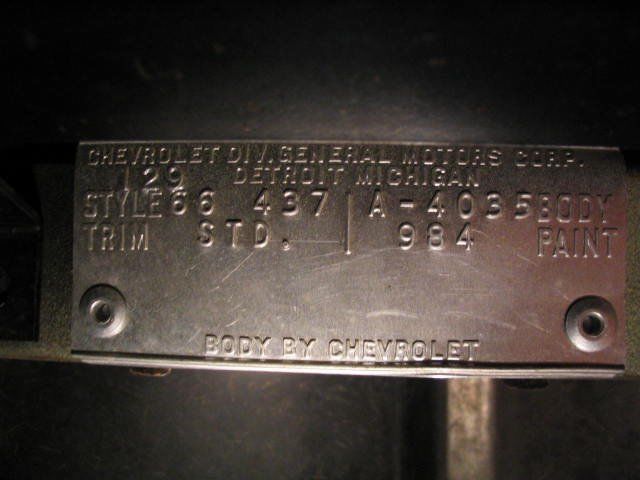 CHEVROLET DIV. GENERAL MOTORS CORP.
129 DETROIT MICHIGAN
STYLE 66 437 | A-4035 BODY
TRIM STD. | 984 PAINT
BODY BY CHEVROLET